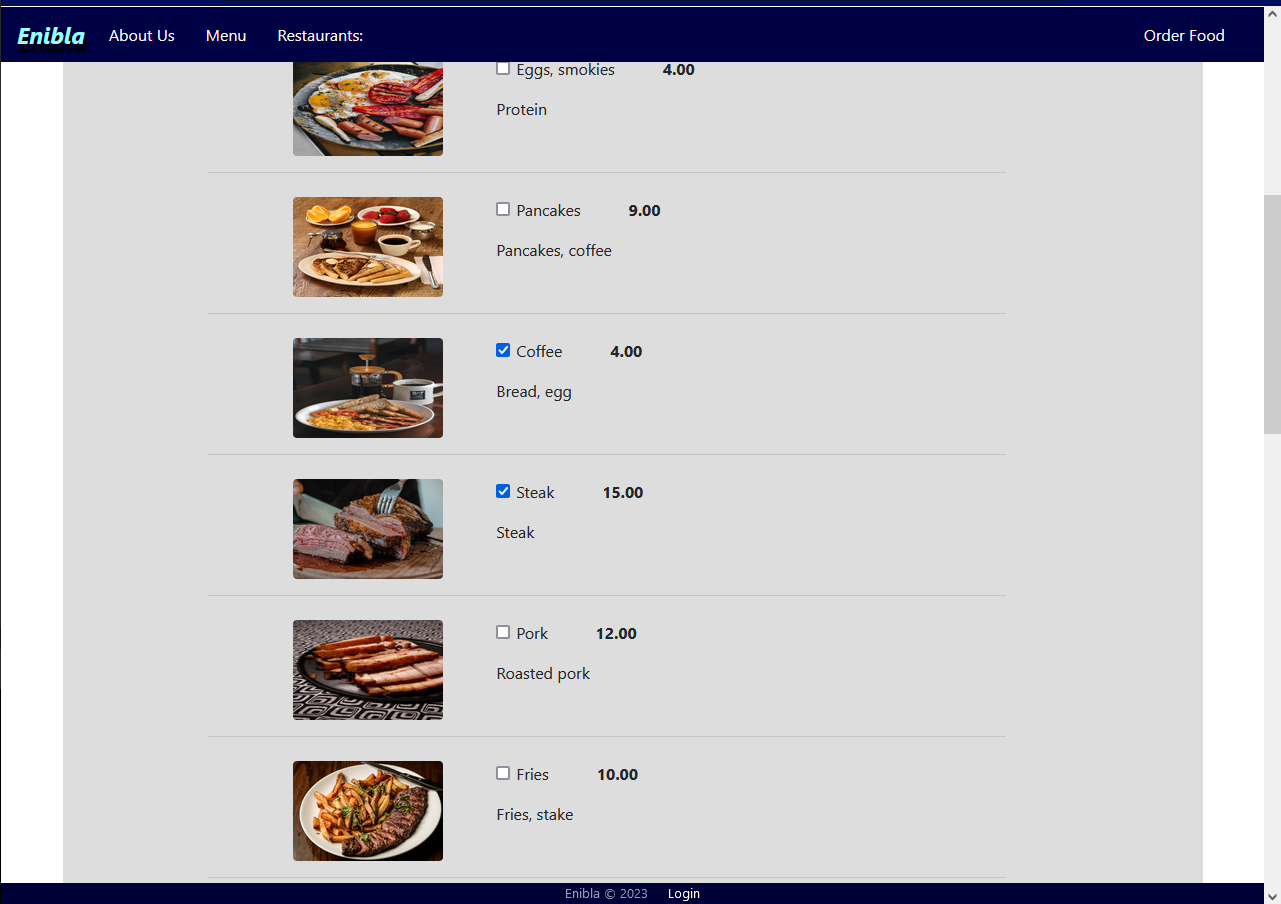 Enibla About Us Menu Restaurants: Order Food
Eggs, smokies 4.00
Protein
Pancakes 9.00
Pancakes, coffee
Coffee 4.00
Bread, egg
Steak 15.00
Steak
Pork 12.00
Roasted pork
Fries 10.00
Fries, stake
Enibla © 2023 Login